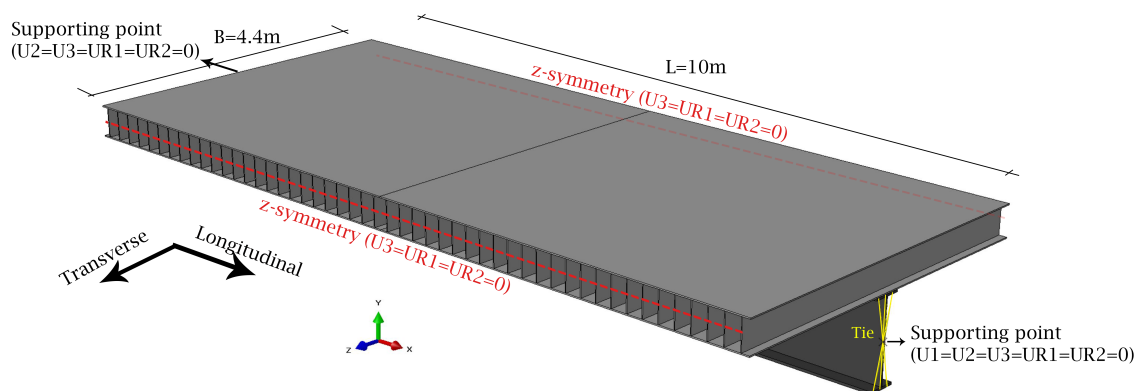 Supporting point
(U2=U3=UR1=UR2=0)
B=4.4m
L=10m
z-symmetry (U3=UR1=UR2=0)
z-symmetry (U3=UR1=UR2=0)
Transverse
Longitudinal
Y
Z
X
Tie
Supporting point
(U1=U2=U3=UR1=UR2=0)